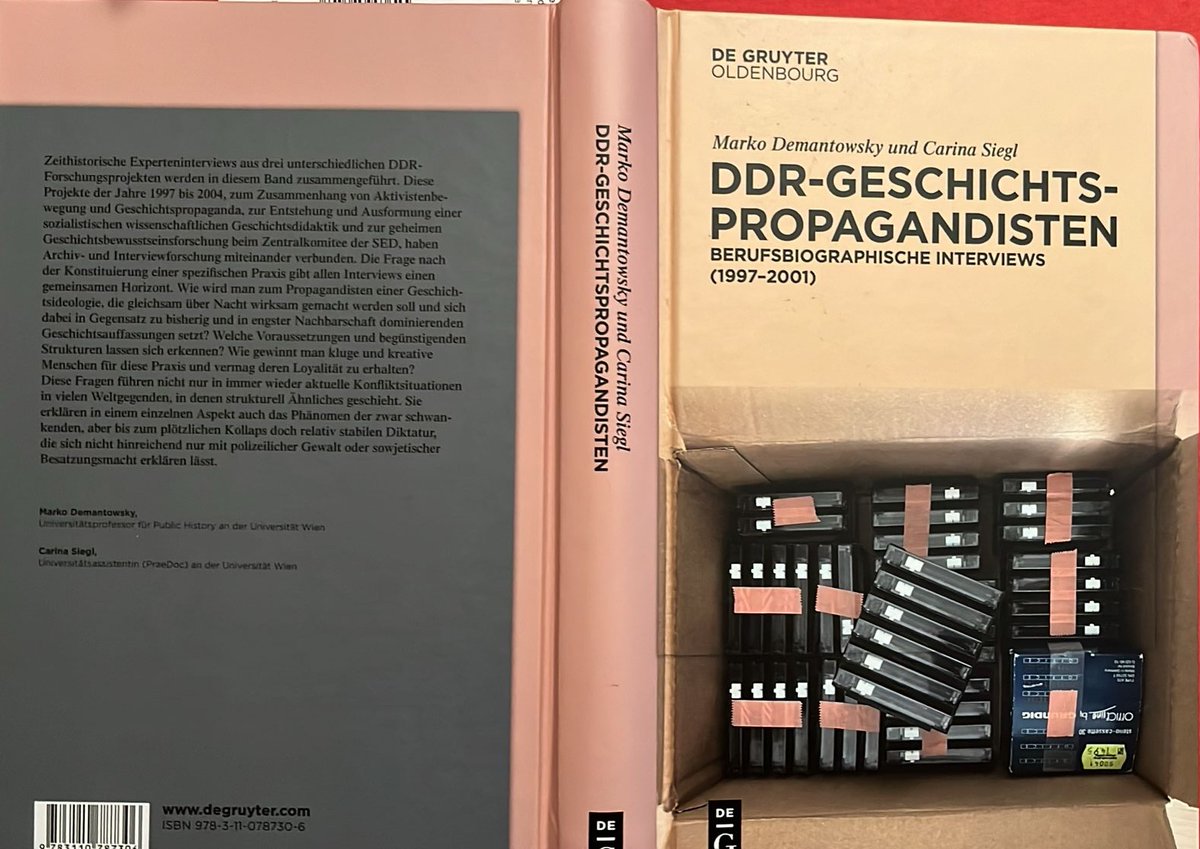 Zeithistorische Experteninterviews aus drei unterschiedlichen DDR-
Forschungsprojekten werden in diesem Band zusammengeführt. Diese
Projekte der Jahre 1997 bis 2004, zum Zusammenhang von Aktivistenbe-
wegung und Geschichtspropaganda, zur Entstehung und Ausformung einer
sozialistischen wissenschaftlichen Geschichtsdidaktik und zur geheimen
Geschichtsbewusstseinsforschung beim Zentralkomitee der SED, haben
Archiv- und Interviewforschung miteinander verbunden. Die Frage nach
der Konstituierung einer spezifischen Praxis gibt allen Interviews einen
gemeinsamen Horizont. Wie wird man zum Propagandisten einer Geschich-
tsideologie, die gleichsam über Nacht wirksam gemacht werden soll und sich
dabei in Gegensatz zu bisherig und in engster Nachbarschaft dominierenden
Geschichtsauffassungen setzt? Welche Voraussetzungen und begünstigenden
Strukturen lassen sich erkennen? Wie gewinnt man kluge und kreative
Menschen für diese Praxis und vermag deren Loyalität zu erhalten?
Diese Fragen führen nicht nur in immer wieder aktuelle Konfliktsituationen
in vielen Weltgegenden, in denen strukturell Ähnliches geschieht. Sie
erklären in einem einzelnen Aspekt auch das Phänomen der zwar schwan-
kenden, aber bis zum plötzlichen Kollaps doch relativ stabilen Diktatur,
die sich nicht hinreichend nur mit polizeilicher Gewalt oder sowjetischer
Besatzungsmacht erklären lässt.
Marko Demantowsky,
Universitätsprofessor für Public History an der Universität Wien
Carina Siegl,
Universitätsassistentin (PraeDoc) an der Universität Wien
www.degruyter.com
ISBN 978-3-11-078730-6
9 783110 787306
Marko Demantowsky und Carina Siegl
DDR-GESCHICHTSPROPAGANDISTEN
DE
G
DE GRUYTER
OLDENBOURG
Marko Demantowsky und Carina Siegl
DDR-GESCHICHTS-
PROPAGANDISTEN
BERUFSBIOGRAPHISCHE INTERVIEWS
(1997–2001)
OFFICE line by GRUNDIG
steno-cassette 30
DE
G